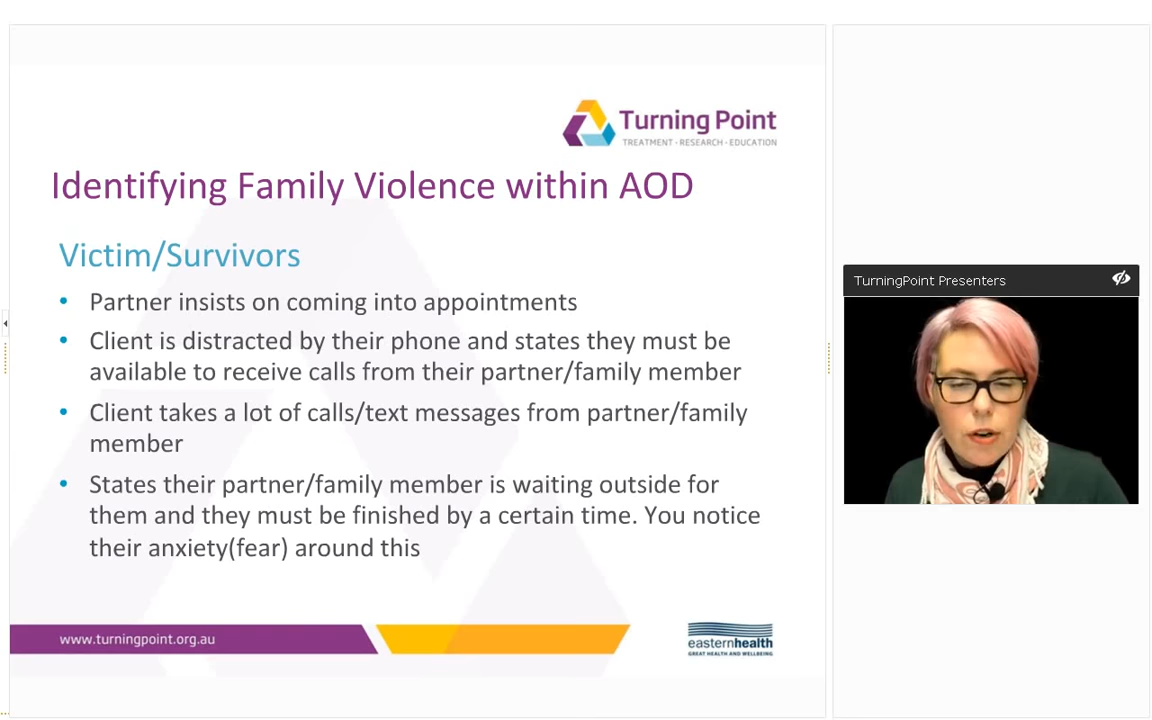 Turning Point
TREATMENT · RESEARCH · EDUCATION
Identifying Family Violence within AOD
Victim/Survivors
• Partner insists on coming into appointments
• Client is distracted by their phone and states they must be
available to receive calls from their partner/family member
• Client takes a lot of calls/text messages from partner/family
member
• States their partner/family member is waiting outside for
them and they must be finished by a certain time. You notice
their anxiety(fear) around this
www.turningpoint.org.au
easternhealth
GREAT HEALTH AND WELLBEING
TurningPoint Presenters